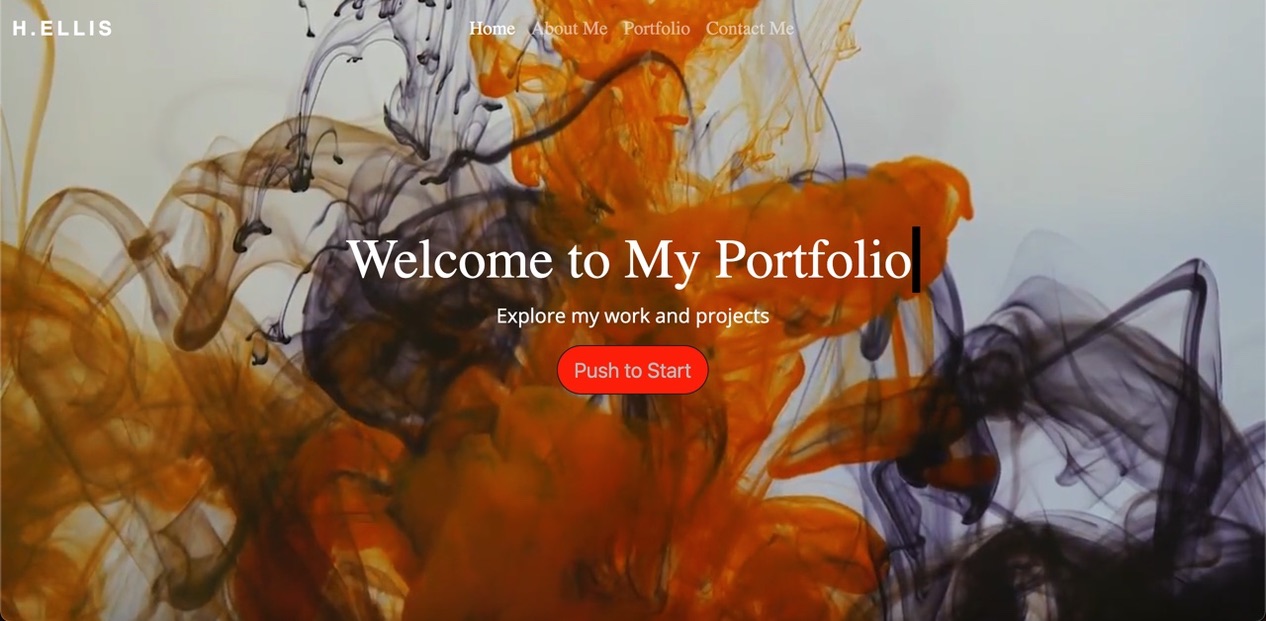 H.ELLIS
Home About Me Portfolio Contact Me
Welcome to My Portfolio
Explore my work and projects
Push to Start